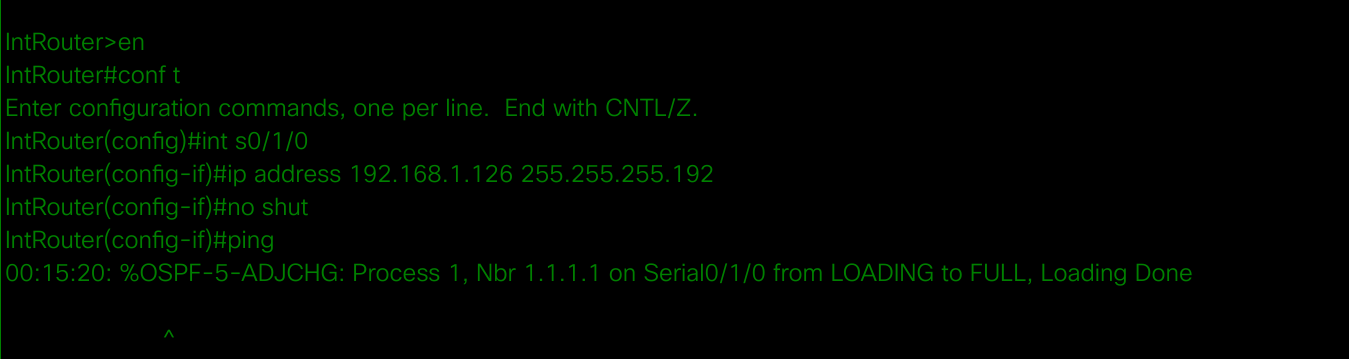 IntRouter>en
IntRouter#conf t
Enter configuration commands, one per line.  End with CNTL/Z.
IntRouter(config)#int s0/1/0
IntRouter(config-if)#ip address 192.168.1.126 255.255.255.192
IntRouter(config-if)#no shut
IntRouter(config-if)#ping
00:15:20: %OSPF-5-ADJCHG: Process 1, Nbr 1.1.1.1 on Serial0/1/0 from LOADING to FULL, Loading Done
^